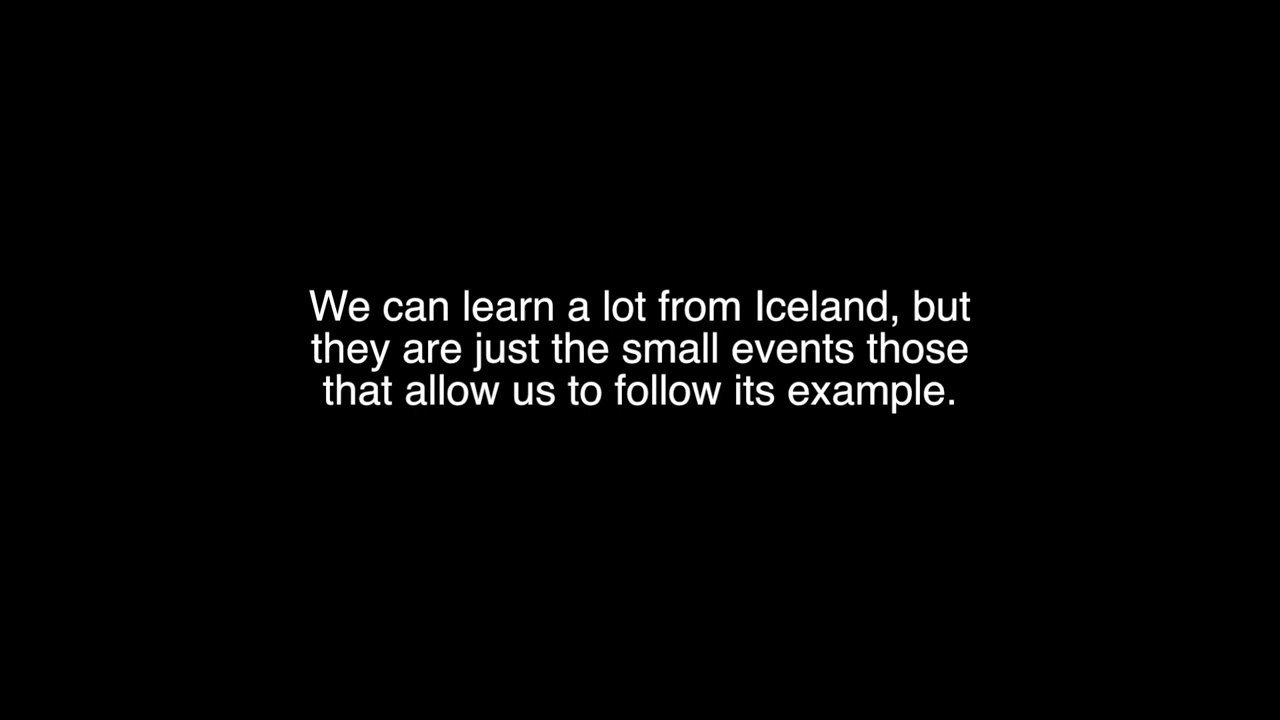 We can learn a lot from Iceland, but
they are just the small events those
that allow us to follow its example.